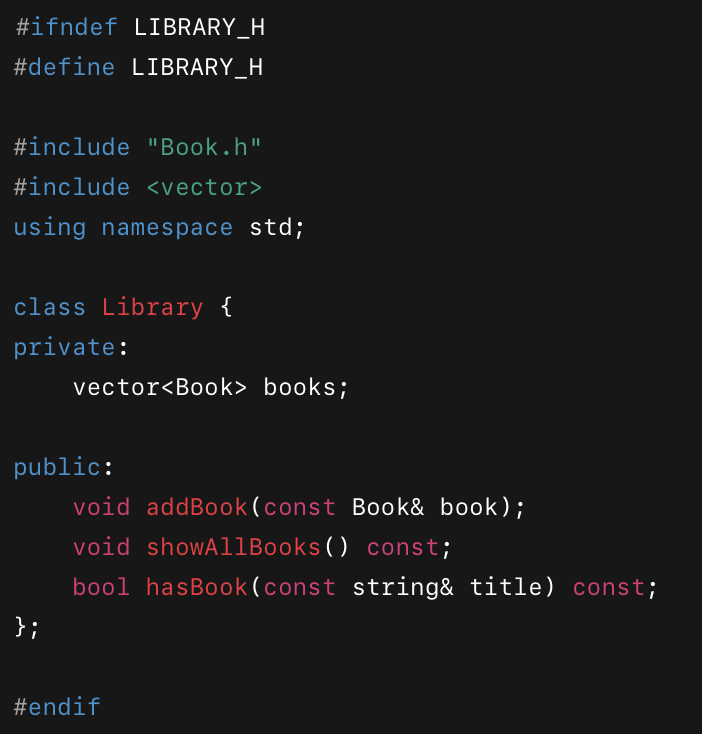 #ifndef LIBRARY_H
#define LIBRARY_H
#include "Book.h"
#include <vector>
using namespace std;
class Library {
private:
    vector<Book> books;
public:
    void addBook(const Book& book);
    void showAllBooks() const;
    bool hasBook(const string& title) const;
};
#endif